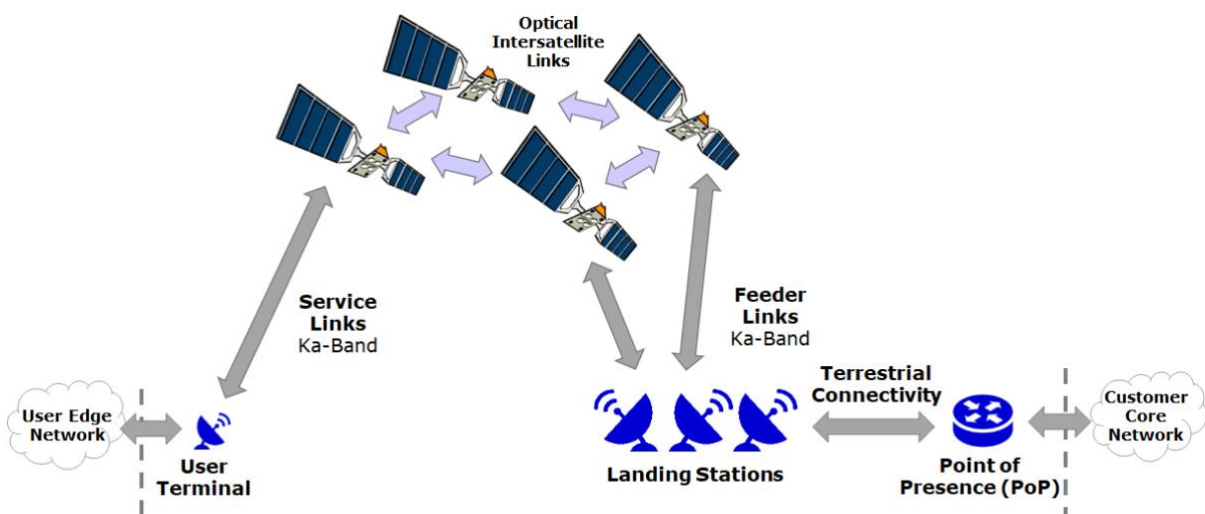 Optical
Intersatellite
Links
Service
Links
Ka-Band
Feeder
Links
Ka-Band
Terrestrial
Connectivity
User Edge
Network
User
Terminal
Landing Stations
Point of
Presence (PoP)
Customer
Core
Network